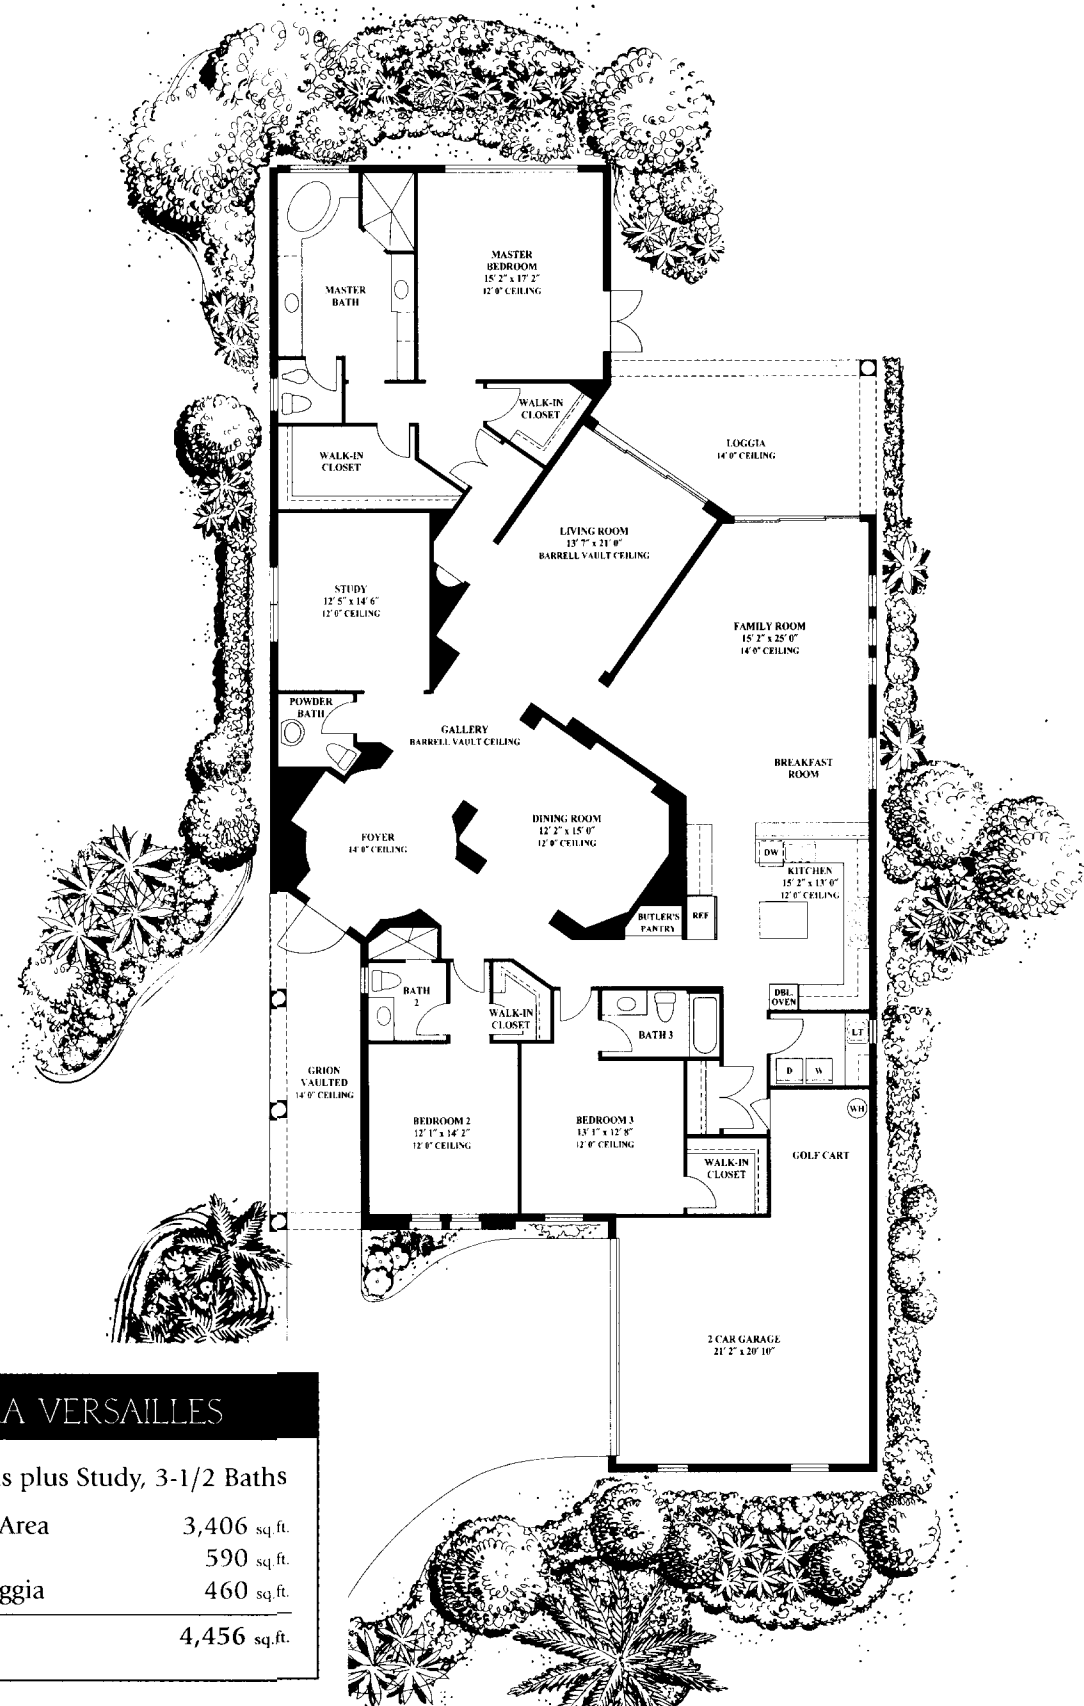 MASTER
BEDROOM
15' 2" x 17' 2"
12' 0" CEILING
MASTER
BATH
WALK-IN
CLOSET
WALK-IN
CLOSET
LOGGIA
14' 0" CEILING
LIVING ROOM
13' 7" x 21' 0"
BARRELL VAULT CEILING
STUDY
12' 5" x 14' 6"
12' 0" CEILING
FAMILY ROOM
15' 2" x 25' 0"
14' 0" CEILING
POWDER
BATH
GALLERY
BARRELL VAULT CEILING
BREAKFAST
ROOM
DINING ROOM
12' 2" x 15' 0"
12' 0" CEILING
FOYER
14' 0" CEILING
DW
KITCHEN
15' 2" x 13' 0"
12' 0" CEILING
BUTLER'S
PANTRY
REF
DBL.
OVEN
BATH
2
WALK-IN
CLOSET
BATH 3
LT
D
W
GRION
VAULTED
14' 0" CEILING
WH
BEDROOM 2
12' 1" x 14' 2"
12' 0" CEILING
BEDROOM 3
13' 1" x 12' 8"
12' 0" CEILING
GOLF CART
WALK-IN
CLOSET
2 CAR GARAGE
21' 2" x 20' 10"
A VERSAILLES
s plus Study, 3-1/2 Baths
Area 3,406 sq.ft.
590 sq.ft.
ggia 460 sq.ft.
4,456 sq.ft.